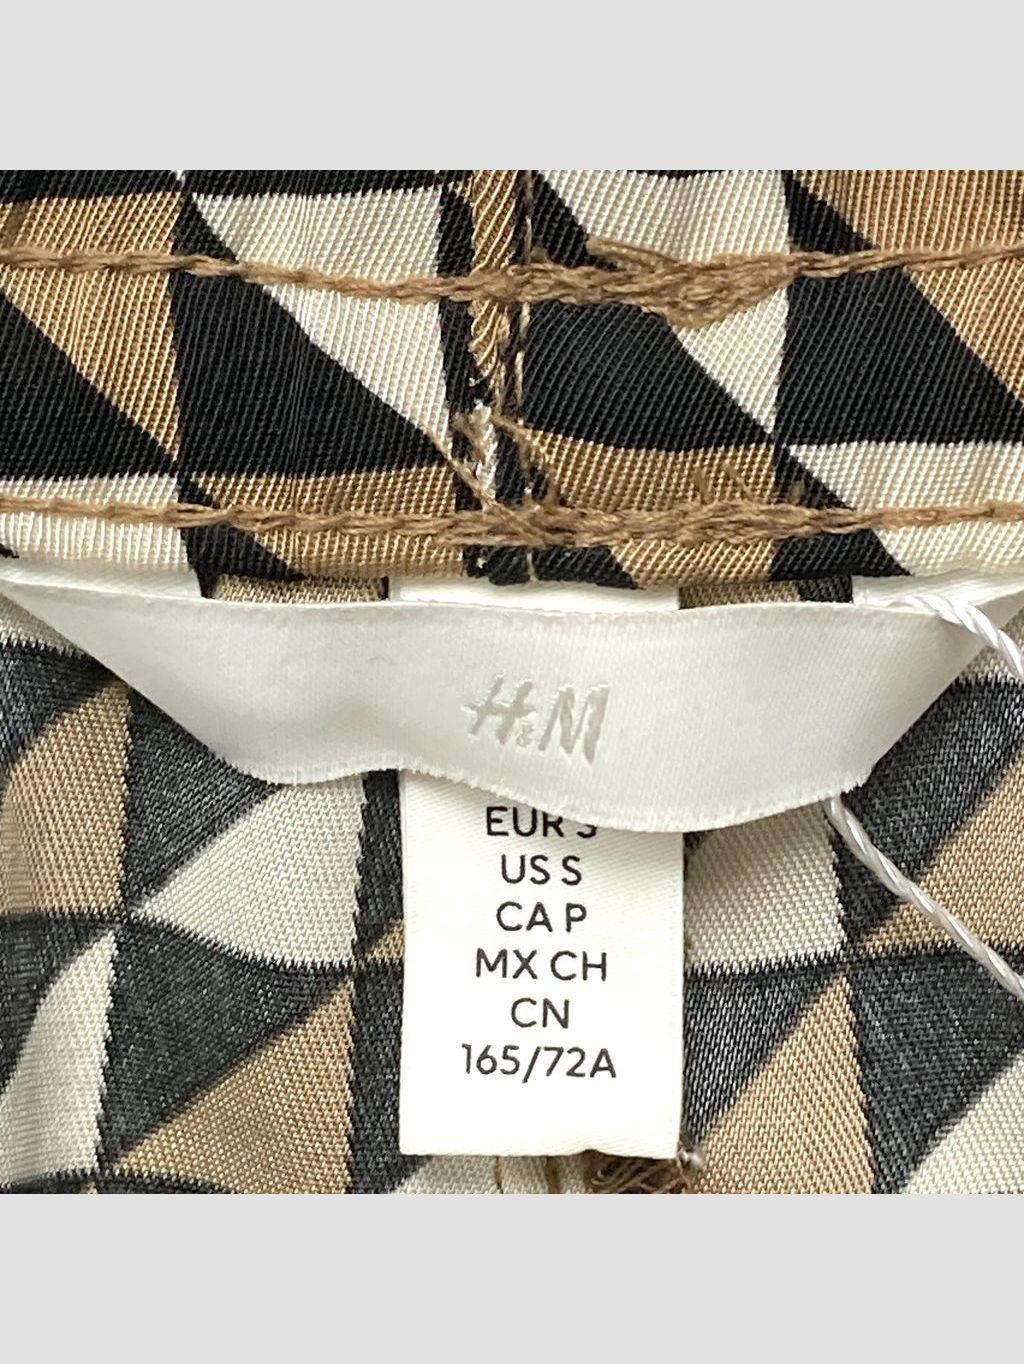 H&M
EUR S
US S
CA P
MX CH
CN
165/72A